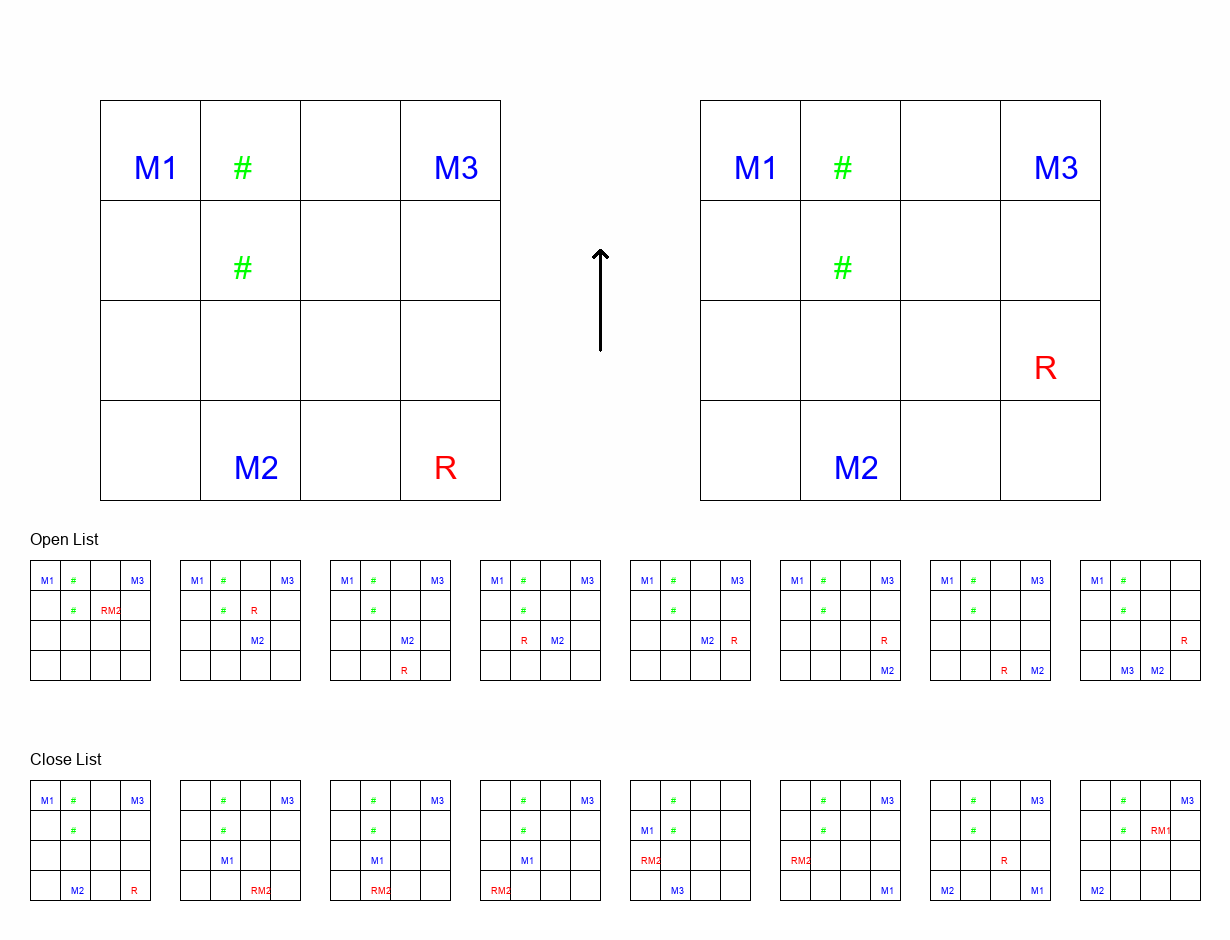 M1 # M3 M1 # M3
# #
R
M2 R M2
Open List
M1 # M3 M1 # M3 M1 # M3 M1 # M3 M1 # M3 M1 # M3 M1 # M3 M1 #
# RM2 # R # # # # # #
M2 M2 R M2 M2 R R R
R M2 R M2 M3 M2
Close List
M1 # M3 # M3 # M3 # M3 # # M3 # M3 # M3
# # # # M1 # # # # RM1
M1 M1 M1 RM2 RM2 R
M2 R RM2 RM2 RM2 M3 M1 M2 M1 M2